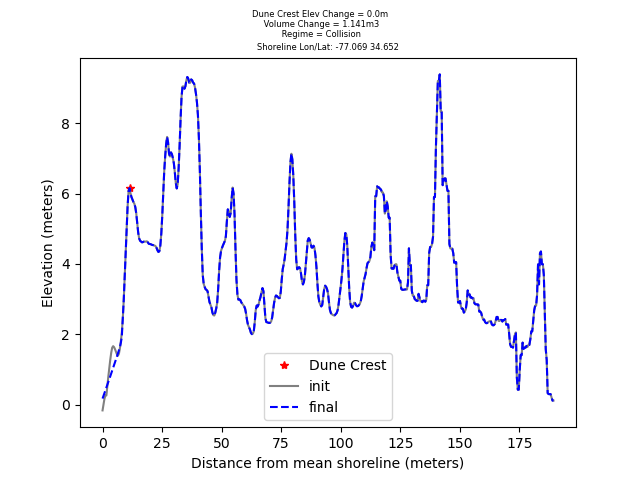 Dune Crest Elev Change = 0.0m
Volume Change = 1.141m3
Regime = Collision
Shoreline Lon/Lat: -77.069 34.652
Elevation (meters)
8
6
4
2
0
Dune Crest
init
final
0 25 50 75 100 125 150 175
Distance from mean shoreline (meters)